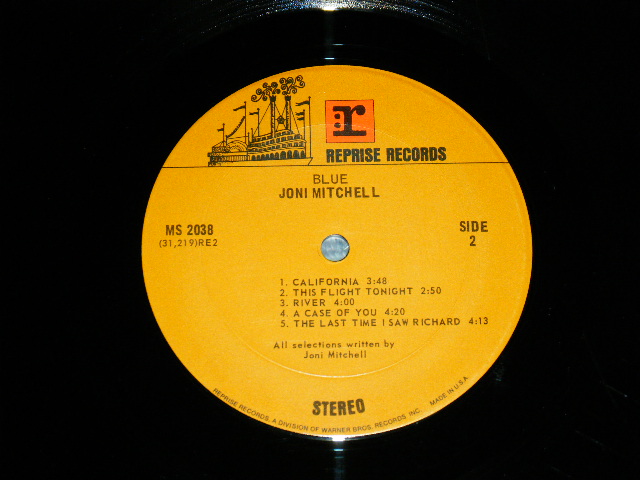 :r
REPRISE RECORDS
BLUE
JONI MITCHELL
MS 2038
(31,219)RE2
SIDE
2
1. CALIFORNIA 3:48
2. THIS FLIGHT TONIGHT 2:50
3. RIVER 4:00
4. A CASE OF YOU 4:20
5. THE LAST TIME I SAW RICHARD 4:13
All selections written by
Joni Mitchell
STEREO
REPRISE RECORDS, A DIVISION OF WARNER BROS. RECORDS, INC. MADE IN U.S.A.